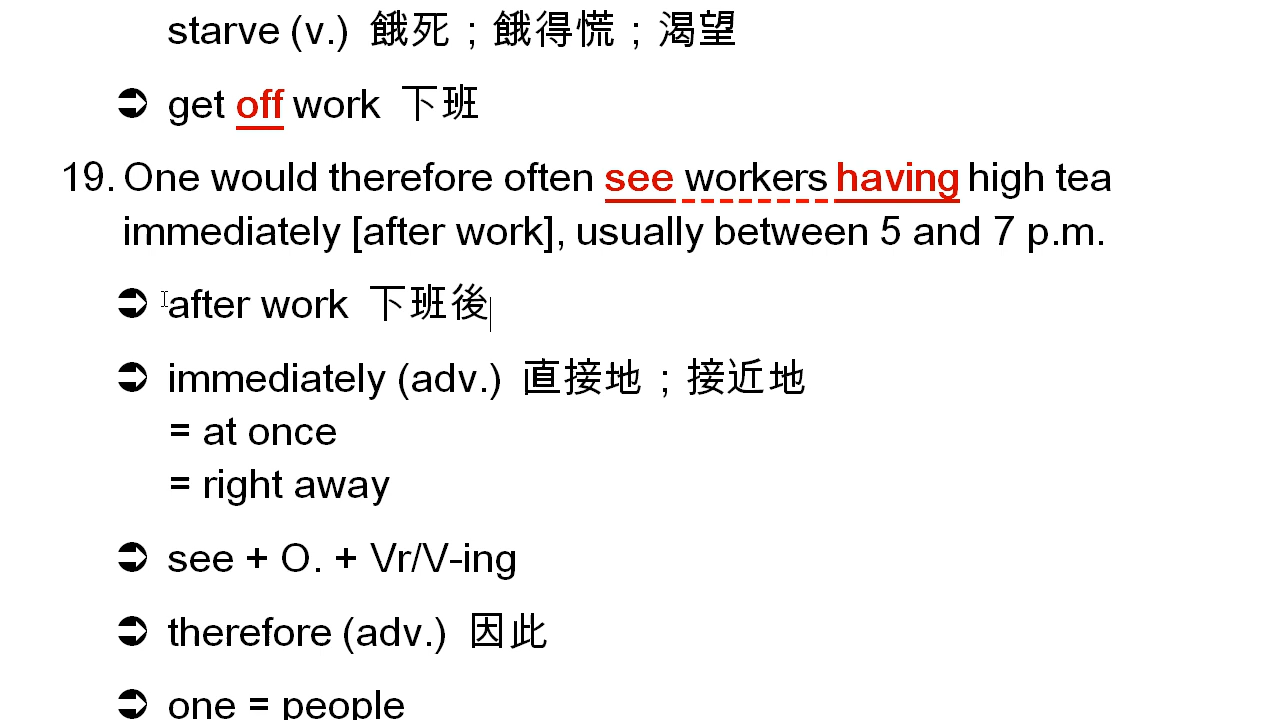 starve (v.) 餓死；餓得慌；渴望
➲ get off work 下班
19. One would therefore often see workers having high tea
immediately [after work], usually between 5 and 7 p.m.
➲ after work 下班後
➲ immediately (adv.) 直接地；接近地
= at once
= right away
➲ see + O. + Vr/V-ing
➲ therefore (adv.) 因此
➲ one = people